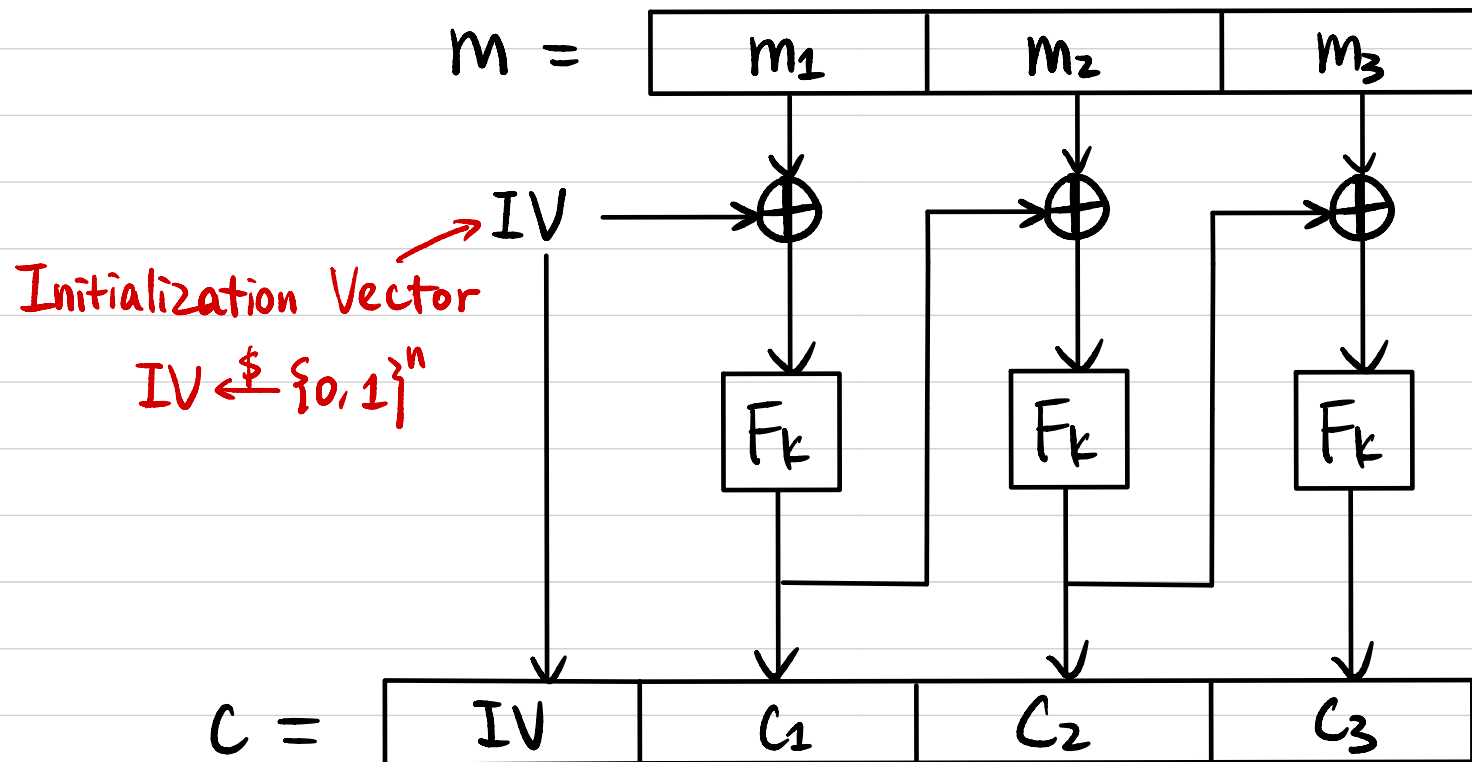 m = m₁ m₂ m₃
IV
Initialization Vector
IV ←$ {0,1}ⁿ
Fₖ Fₖ Fₖ
C = IV C₁ C₂ C₃